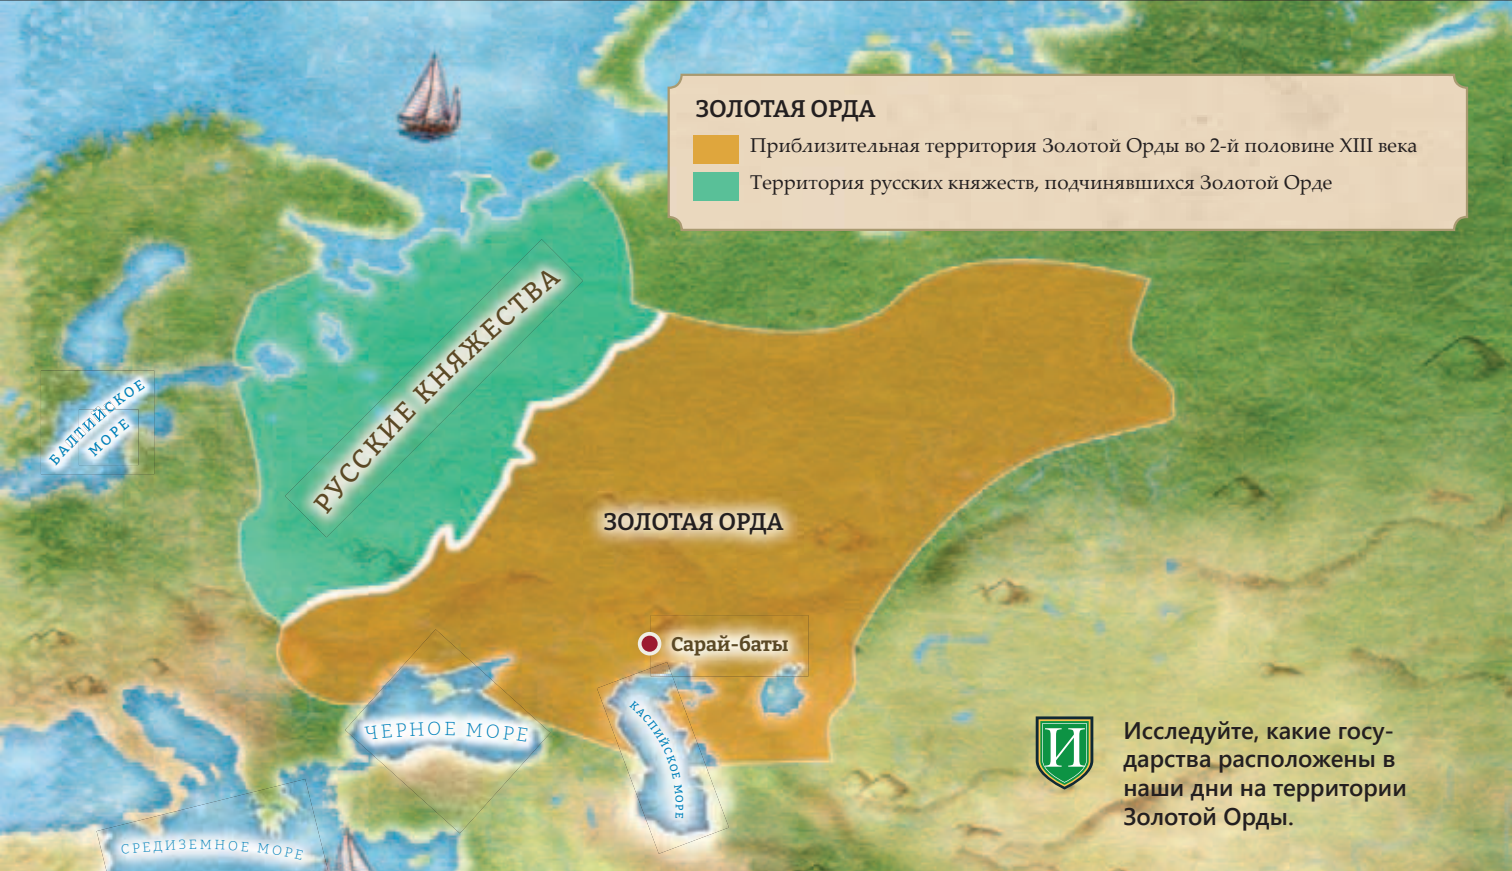 ЗОЛОТАЯ ОРДА
Приблизительная территория Золотой Орды во 2-й половине XIII века
Территория русских княжеств, подчинявшихся Золотой Орде
РУССКИЕ КНЯЖЕСТВА
БАЛТИЙСКОЕ
МОРЕ
ЗОЛОТАЯ ОРДА
Сарай-баты
ЧЕРНОЕ МОРЕ
КАСПИЙСКОЕ МОРЕ
СРЕДИЗЕМНОЕ МОРЕ
И
Исследуйте, какие госу-
дарства расположены в
наши дни на территории
Золотой Орды.